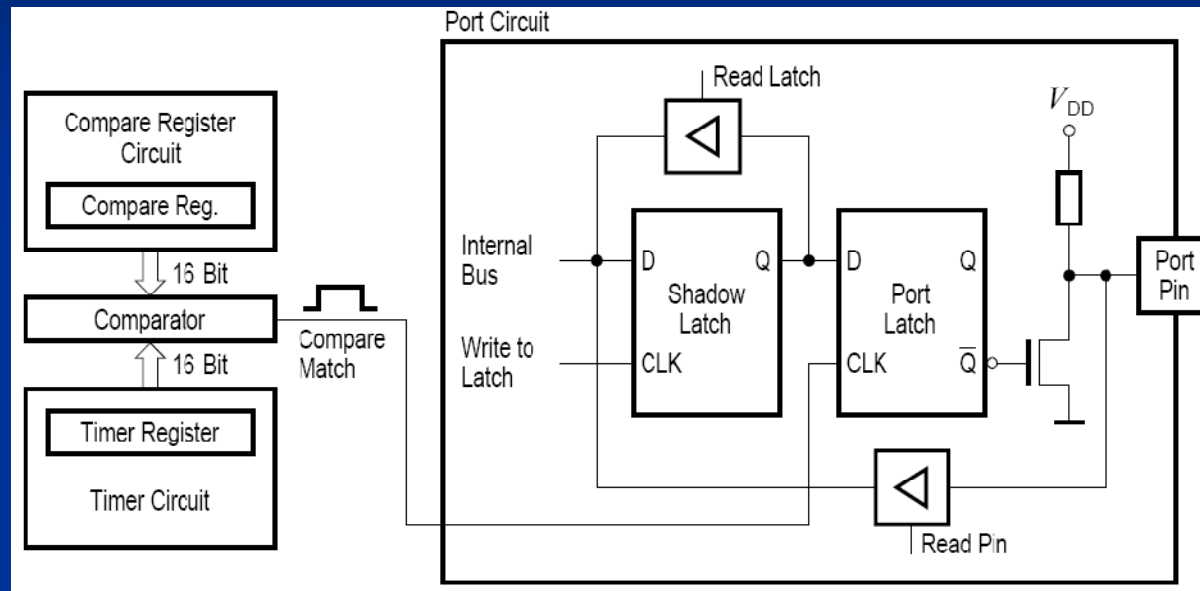 Port Circuit
Read Latch
V DD
Compare Register
Circuit
Compare Reg.
16 Bit
Comparator
16 Bit
Timer Register
Timer Circuit
Compare
Match
Internal
Bus
Write to
Latch
D
Q
Shadow
Latch
CLK
D
Q
Port
Latch
CLK
Q̅
Port
Pin
Read Pin